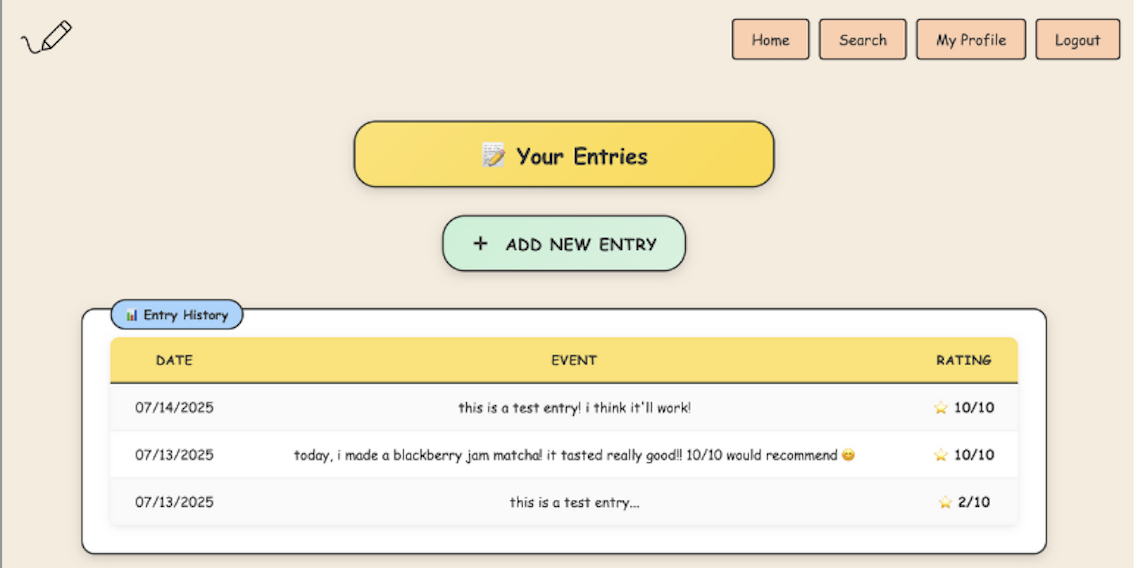 Home Search My Profile Logout
📝 Your Entries
+ ADD NEW ENTRY
📊 Entry History
DATE EVENT RATING
07/14/2025 this is a test entry! i think it'll work! ⭐ 10/10
07/13/2025 today, i made a blackberry jam matcha! it tasted really good!! 10/10 would recommend 😊 ⭐ 10/10
07/13/2025 this is a test entry... ⭐ 2/10